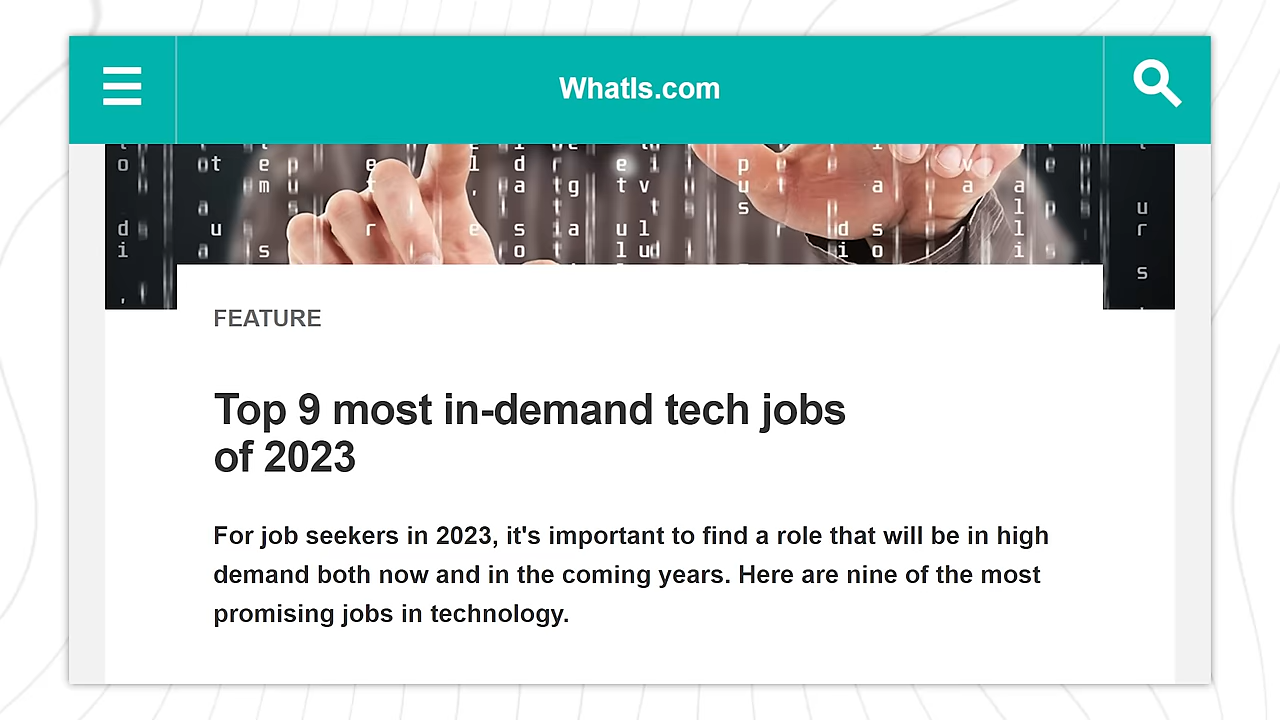 WhatIs.com
FEATURE
Top 9 most in-demand tech jobs
of 2023
For job seekers in 2023, it's important to find a role that will be in high
demand both now and in the coming years. Here are nine of the most
promising jobs in technology.